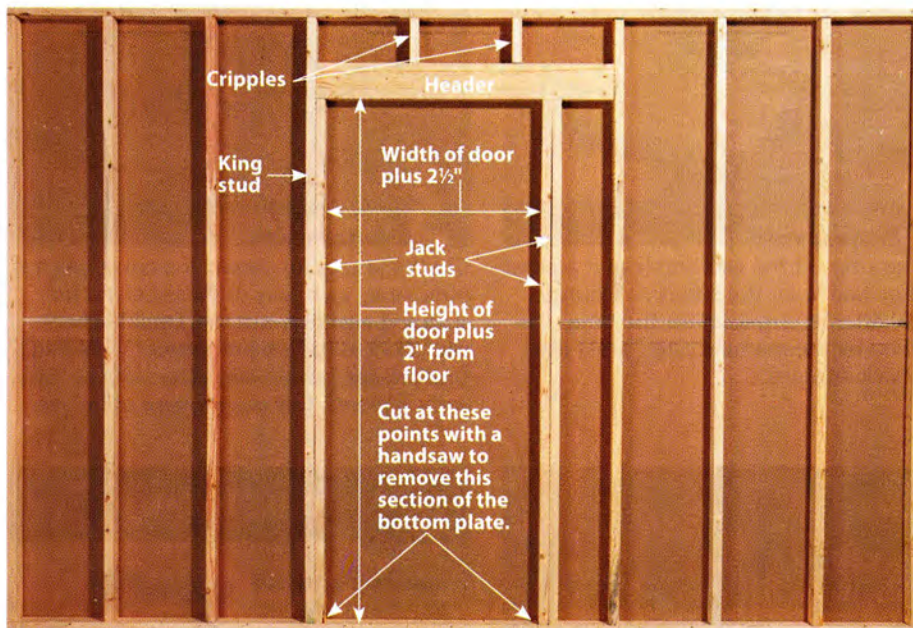 Cripples
Header
King
stud
Width of door
plus 2½"
Jack
studs
Height of
door plus
2" from
floor
Cut at these
points with a
handsaw to
remove this
section of the
bottom plate.